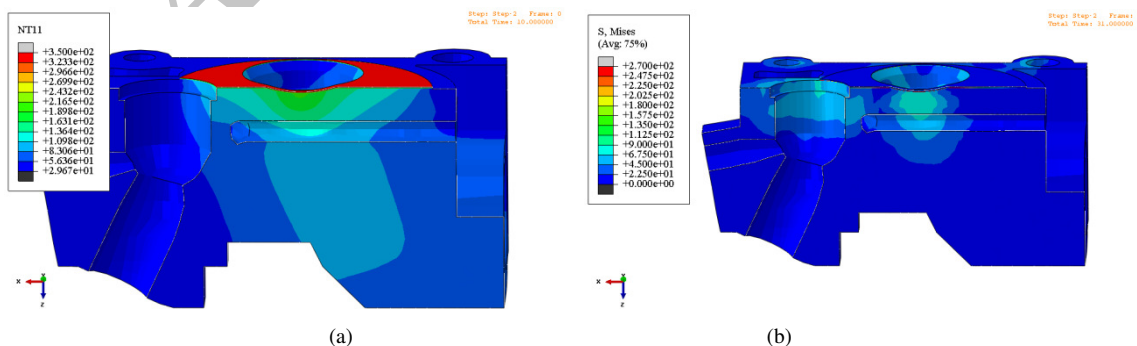 Step: Step-2 Frame: 0
Total Time: 10.000000
NT11
+3.500e+02
+3.233e+02
+2.966e+02
+2.699e+02
+2.432e+02
+2.165e+02
+1.898e+02
+1.631e+02
+1.364e+02
+1.098e+02
+8.306e+01
+5.636e+01
+2.967e+01
X
Y
Z
(a)
Step: Step-2 Frame: 0
Total Time: 31.000000
S, Mises
(Avg: 75%)
+2.700e+02
+2.475e+02
+2.250e+02
+2.025e+02
+1.800e+02
+1.575e+02
+1.350e+02
+1.125e+02
+9.000e+01
+6.750e+01
+4.500e+01
+2.250e+01
+0.000e+00
X
Y
Z
(b)